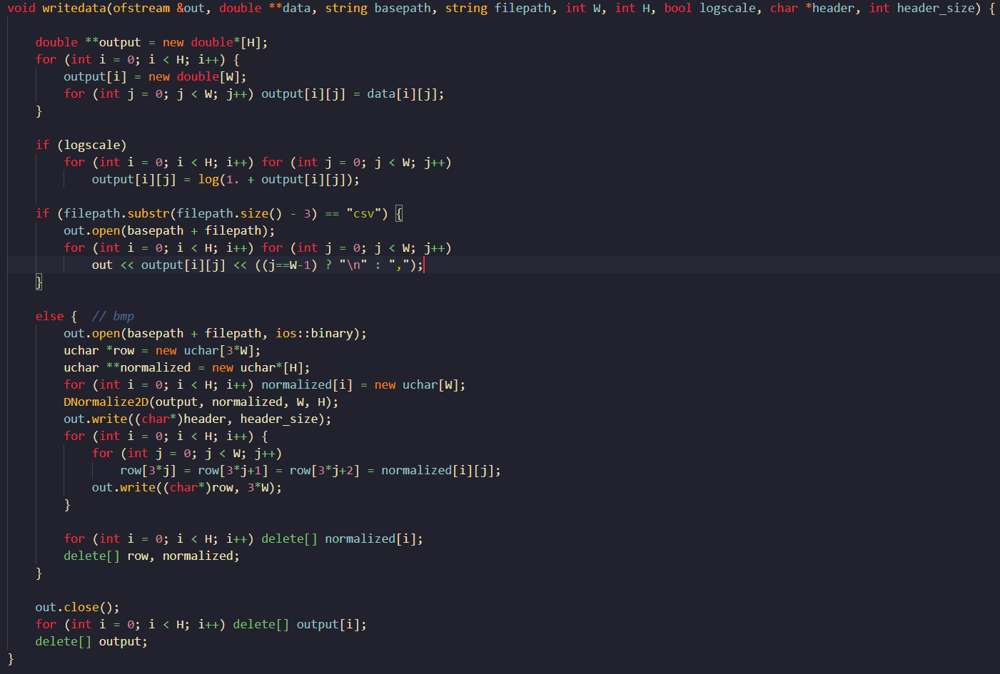 void writedata(ofstream &out, double **data, string basepath, string filepath, int W, int H, bool logscale, char *header, int header_size) {

    double **output = new double*[H];
    for (int i = 0; i < H; i++) {
        output[i] = new double[W];
        for (int j = 0; j < W; j++) output[i][j] = data[i][j];
    }

    if (logscale)
        for (int i = 0; i < H; i++) for (int j = 0; j < W; j++)
            output[i][j] = log(1. + output[i][j]);

    if (filepath.substr(filepath.size() - 3) == "csv") {
        out.open(basepath + filepath);
        for (int i = 0; i < H; i++) for (int j = 0; j < W; j++)
            out << output[i][j] << ((j==W-1) ? "\n" : ",");
    }

    else {  // bmp
        out.open(basepath + filepath, ios::binary);
        uchar *row = new uchar[3*W];
        uchar **normalized = new uchar*[H];
        for (int i = 0; i < H; i++) normalized[i] = new uchar[W];
        DNormalize2D(output, normalized, W, H);
        out.write((char*)header, header_size);
        for (int i = 0; i < H; i++) {
            for (int j = 0; j < W; j++)
                row[3*j] = row[3*j+1] = row[3*j+2] = normalized[i][j];
            out.write((char*)row, 3*W);
        }

        for (int i = 0; i < H; i++) delete[] normalized[i];
        delete[] row, normalized;
    }

    out.close();
    for (int i = 0; i < H; i++) delete[] output[i];
    delete[] output;
}